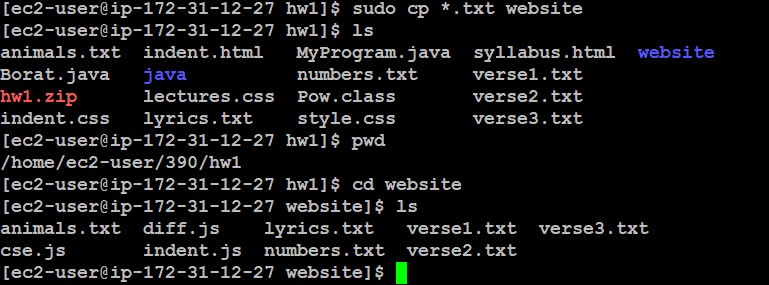 [ec2-user@ip-172-31-12-27 hw1]$ sudo cp *.txt website
[ec2-user@ip-172-31-12-27 hw1]$ ls
animals.txt  indent.html   MyProgram.java  syllabus.html  website
Borat.java   java          numbers.txt     verse1.txt
hw1.zip      lectures.css  Pow.class       verse2.txt
indent.css   lyrics.txt    style.css       verse3.txt
[ec2-user@ip-172-31-12-27 hw1]$ pwd
/home/ec2-user/390/hw1
[ec2-user@ip-172-31-12-27 hw1]$ cd website
[ec2-user@ip-172-31-12-27 website]$ ls
animals.txt  diff.js    lyrics.txt   verse1.txt  verse3.txt
cse.js       indent.js  numbers.txt  verse2.txt
[ec2-user@ip-172-31-12-27 website]$